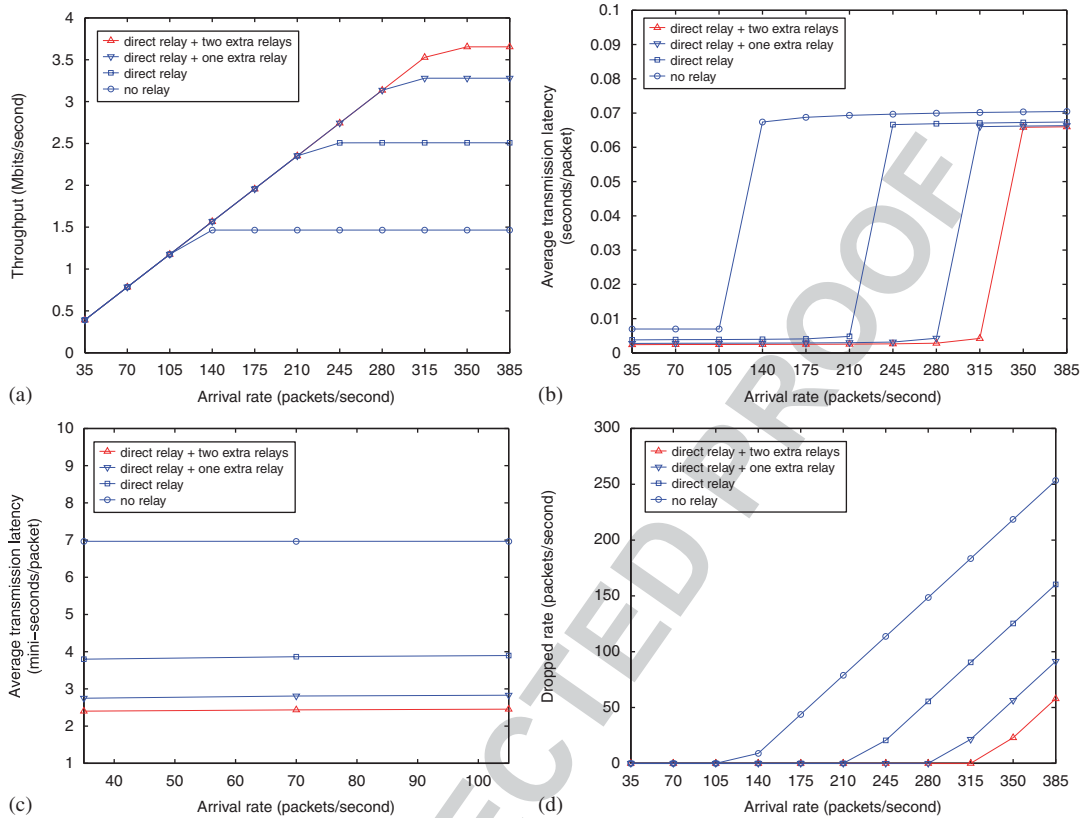 4
3.5
3
2.5
2
1.5
1
0.5
0
Throughput (Mbits/second)
direct relay + two extra relays
direct relay + one extra relay
direct relay
no relay
35 70 105 140 175 210 245 280 315 350 385
(a)
Arrival rate (packets/second)
0.1
0.09
0.08
0.07
0.06
0.05
0.04
0.03
0.02
0.01
0
Average transmission latency
(seconds/packet)
direct relay + two extra relays
direct relay + one extra relay
direct relay
no relay
35 70 105 140 175 210 245 280 315 350 385
(b)
Arrival rate (packets/second)
10
9
8
7
6
5
4
3
2
1
Average transmission latency
(mini-seconds/packet)
direct relay + two extra relays
direct relay + one extra relay
direct relay
no relay
40 50 60 70 80 90 100
(c)
Arrival rate (packets/second)
300
250
200
150
100
50
0
Dropped rate (packets/second)
direct relay + two extra relays
direct relay + one extra relay
direct relay
no relay
35 70 105 140 175 210 245 280 315 350 385
(d)
Arrival rate (packets/second)
ECTED PROOF